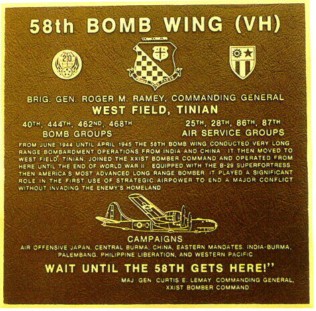 58th BOMB WING (VH)
BRIG. GEN. ROGER M. RAMEY, COMMANDING GENERAL
WEST FIELD, TINIAN
40TH, 444TH, 462ND, 468TH 25TH, 28TH, 86TH, 87TH
BOMB GROUPS AIR SERVICE GROUPS
FROM JUNE 1944 UNTIL APRIL 1945 THE 58TH BOMB WING CONDUCTED VERY LONG
RANGE BOMBARDMENT OPERATIONS FROM INDIA AND CHINA. IT THEN MOVED TO
WEST FIELD, TINIAN, JOINED THE XXIST BOMBER COMMAND AND OPERATED FROM
HERE UNTIL THE END OF WORLD WAR II. EQUIPPED WITH THE B-29 SUPERFORTRESS,
THEN AMERICA'S MOST ADVANCED LONG RANGE BOMBER, IT PLAYED A SIGNIFICANT
ROLE IN THE FIRST USE OF STRATEGIC AIRPOWER TO END A MAJOR CONFLICT
WITHOUT INVADING THE ENEMY'S HOMELAND.
CAMPAIGNS
AIR OFFENSIVE JAPAN, CENTRAL BURMA, CHINA, EASTERN MANDATES, INDIA-BURMA,
PALEMBANG, PHILIPPINE LIBERATION, AND WESTERN PACIFIC
WAIT UNTIL THE 58TH GETS HERE!"
MAJ. GEN. CURTIS E. LEMAY, COMMANDING GENERAL,
XXIST BOMBER COMMAND